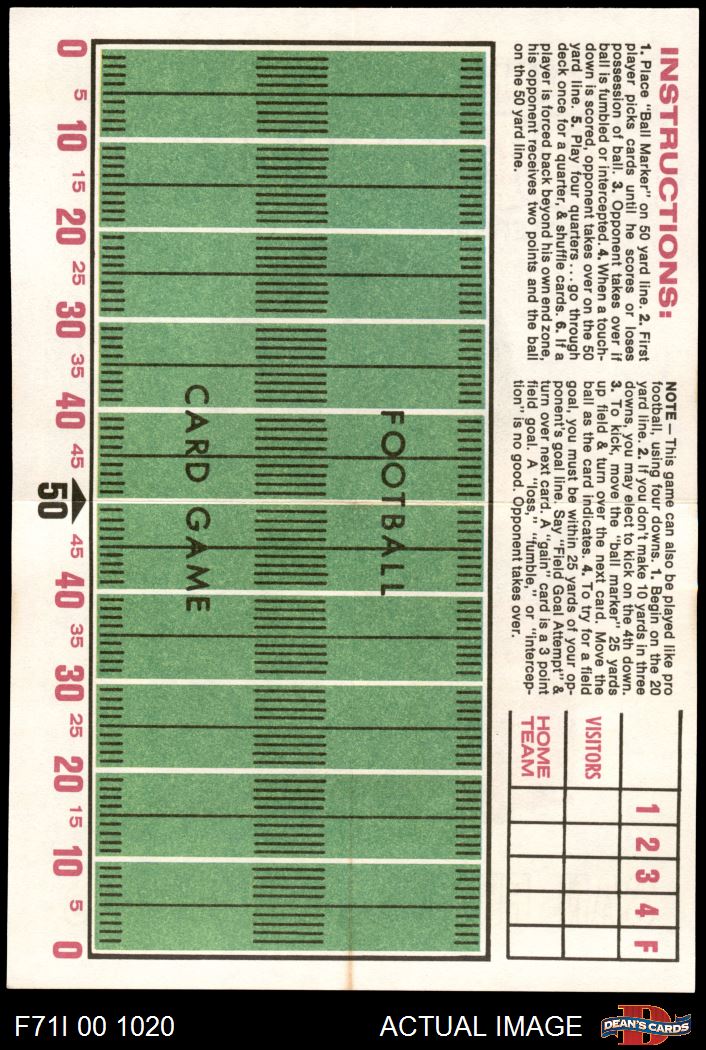 INSTRUCTIONS:
1. Place "Ball Marker" on 50 yard line. 2. First
player picks cards until he scores or loses
possession of ball. 3. Opponent takes over if
ball is fumbled or intercepted. 4. When a touch-
down is scored, opponent takes over on the 50
yard line. 5. Play four quarters . . . go through
deck once for a quarter, & shuffle cards. 6. If a
player is forced back beyond his own end zone,
his opponent receives two points and the ball
on the 50 yard line.
NOTE — This game can also be played like pro
football, using four downs. 1. Begin on the 20
yard line. 2. If you don't make 10 yards in three
downs, you may elect to kick on the 4th down.
3. To kick, move the "ball marker" 25 yards
up field & turn over the next card. Move the
ball as the card indicates. 4. To try for a field
goal, you must be within 25 yards of your op-
ponent's goal line. Say "Field Goal Attempt" &
turn over next card. A "gain" card is a 3 point
field goal. A "loss," "fumble," or "intercep-
tion" is no good. Opponent takes over.
1 2 3 4 F
VISITORS
HOME
TEAM
FOOTBALL
CARD GAME
0 5 10 15 20 25 30 35 40 45 50 45 40 35 30 25 20 15 10 5 0
F71I 00 1020
ACTUAL IMAGE
D
DEAN'S CARDS